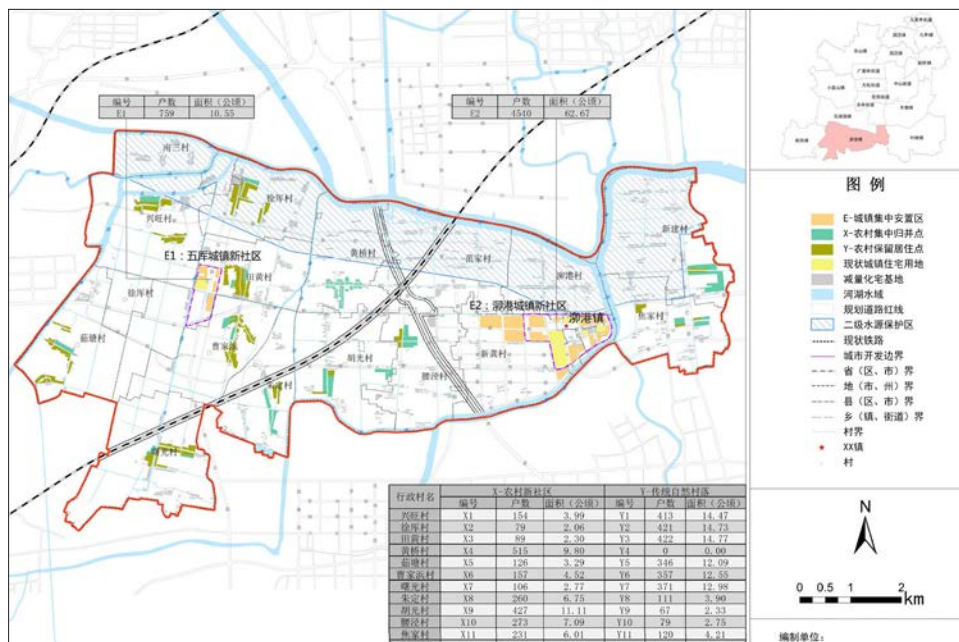 编号 户数 面积（公顷）
E1 759 10.55
编号 户数 面积（公顷）
E2 4540 62.67
南三村
兴旺村
徐厍村
E1：五厍城镇新社区
田黄村
徐厍村
黄桥村
范家村
泖港村
新建村
E2：泖港城镇新社区
泖港镇
焦家村
茹塘村
曹家浜
胡光村
腰泾村
新龚村
朱定村
曙光村
行政村名 X-农村新社区 Y-传统自然村落
编号 户数 面积（公顷） 编号 户数 面积（公顷）
兴旺村 X1 154 3.99 Y1 413 14.47
徐厍村 X2 79 2.06 Y2 421 14.73
田黄村 X3 89 2.30 Y3 422 14.77
黄桥村 X4 515 9.80 Y4 0 0.00
茹塘村 X5 126 3.29 Y5 346 12.09
曹家浜村 X6 157 4.52 Y6 357 12.55
曙光村 X7 106 2.77 Y7 371 12.98
朱定村 X8 260 6.75 Y8 111 3.90
胡光村 X9 427 11.11 Y9 67 2.33
腰泾村 X10 273 7.09 Y10 79 2.75
焦家村 X11 231 6.01 Y11 120 4.21
图 例
E-城镇集中安置区
X-农村集中归并点
Y-农村保留居住点
现状城镇住宅用地
减量化宅基地
河湖水域
规划道路红线
二级水源保护区
现状铁路
城市开发边界
省（区、市）界
地（市、州）界
县（区、市）界
乡（镇、街道）界
村界
XX镇
村
N
0 0.5 1 2
km
编制单位：